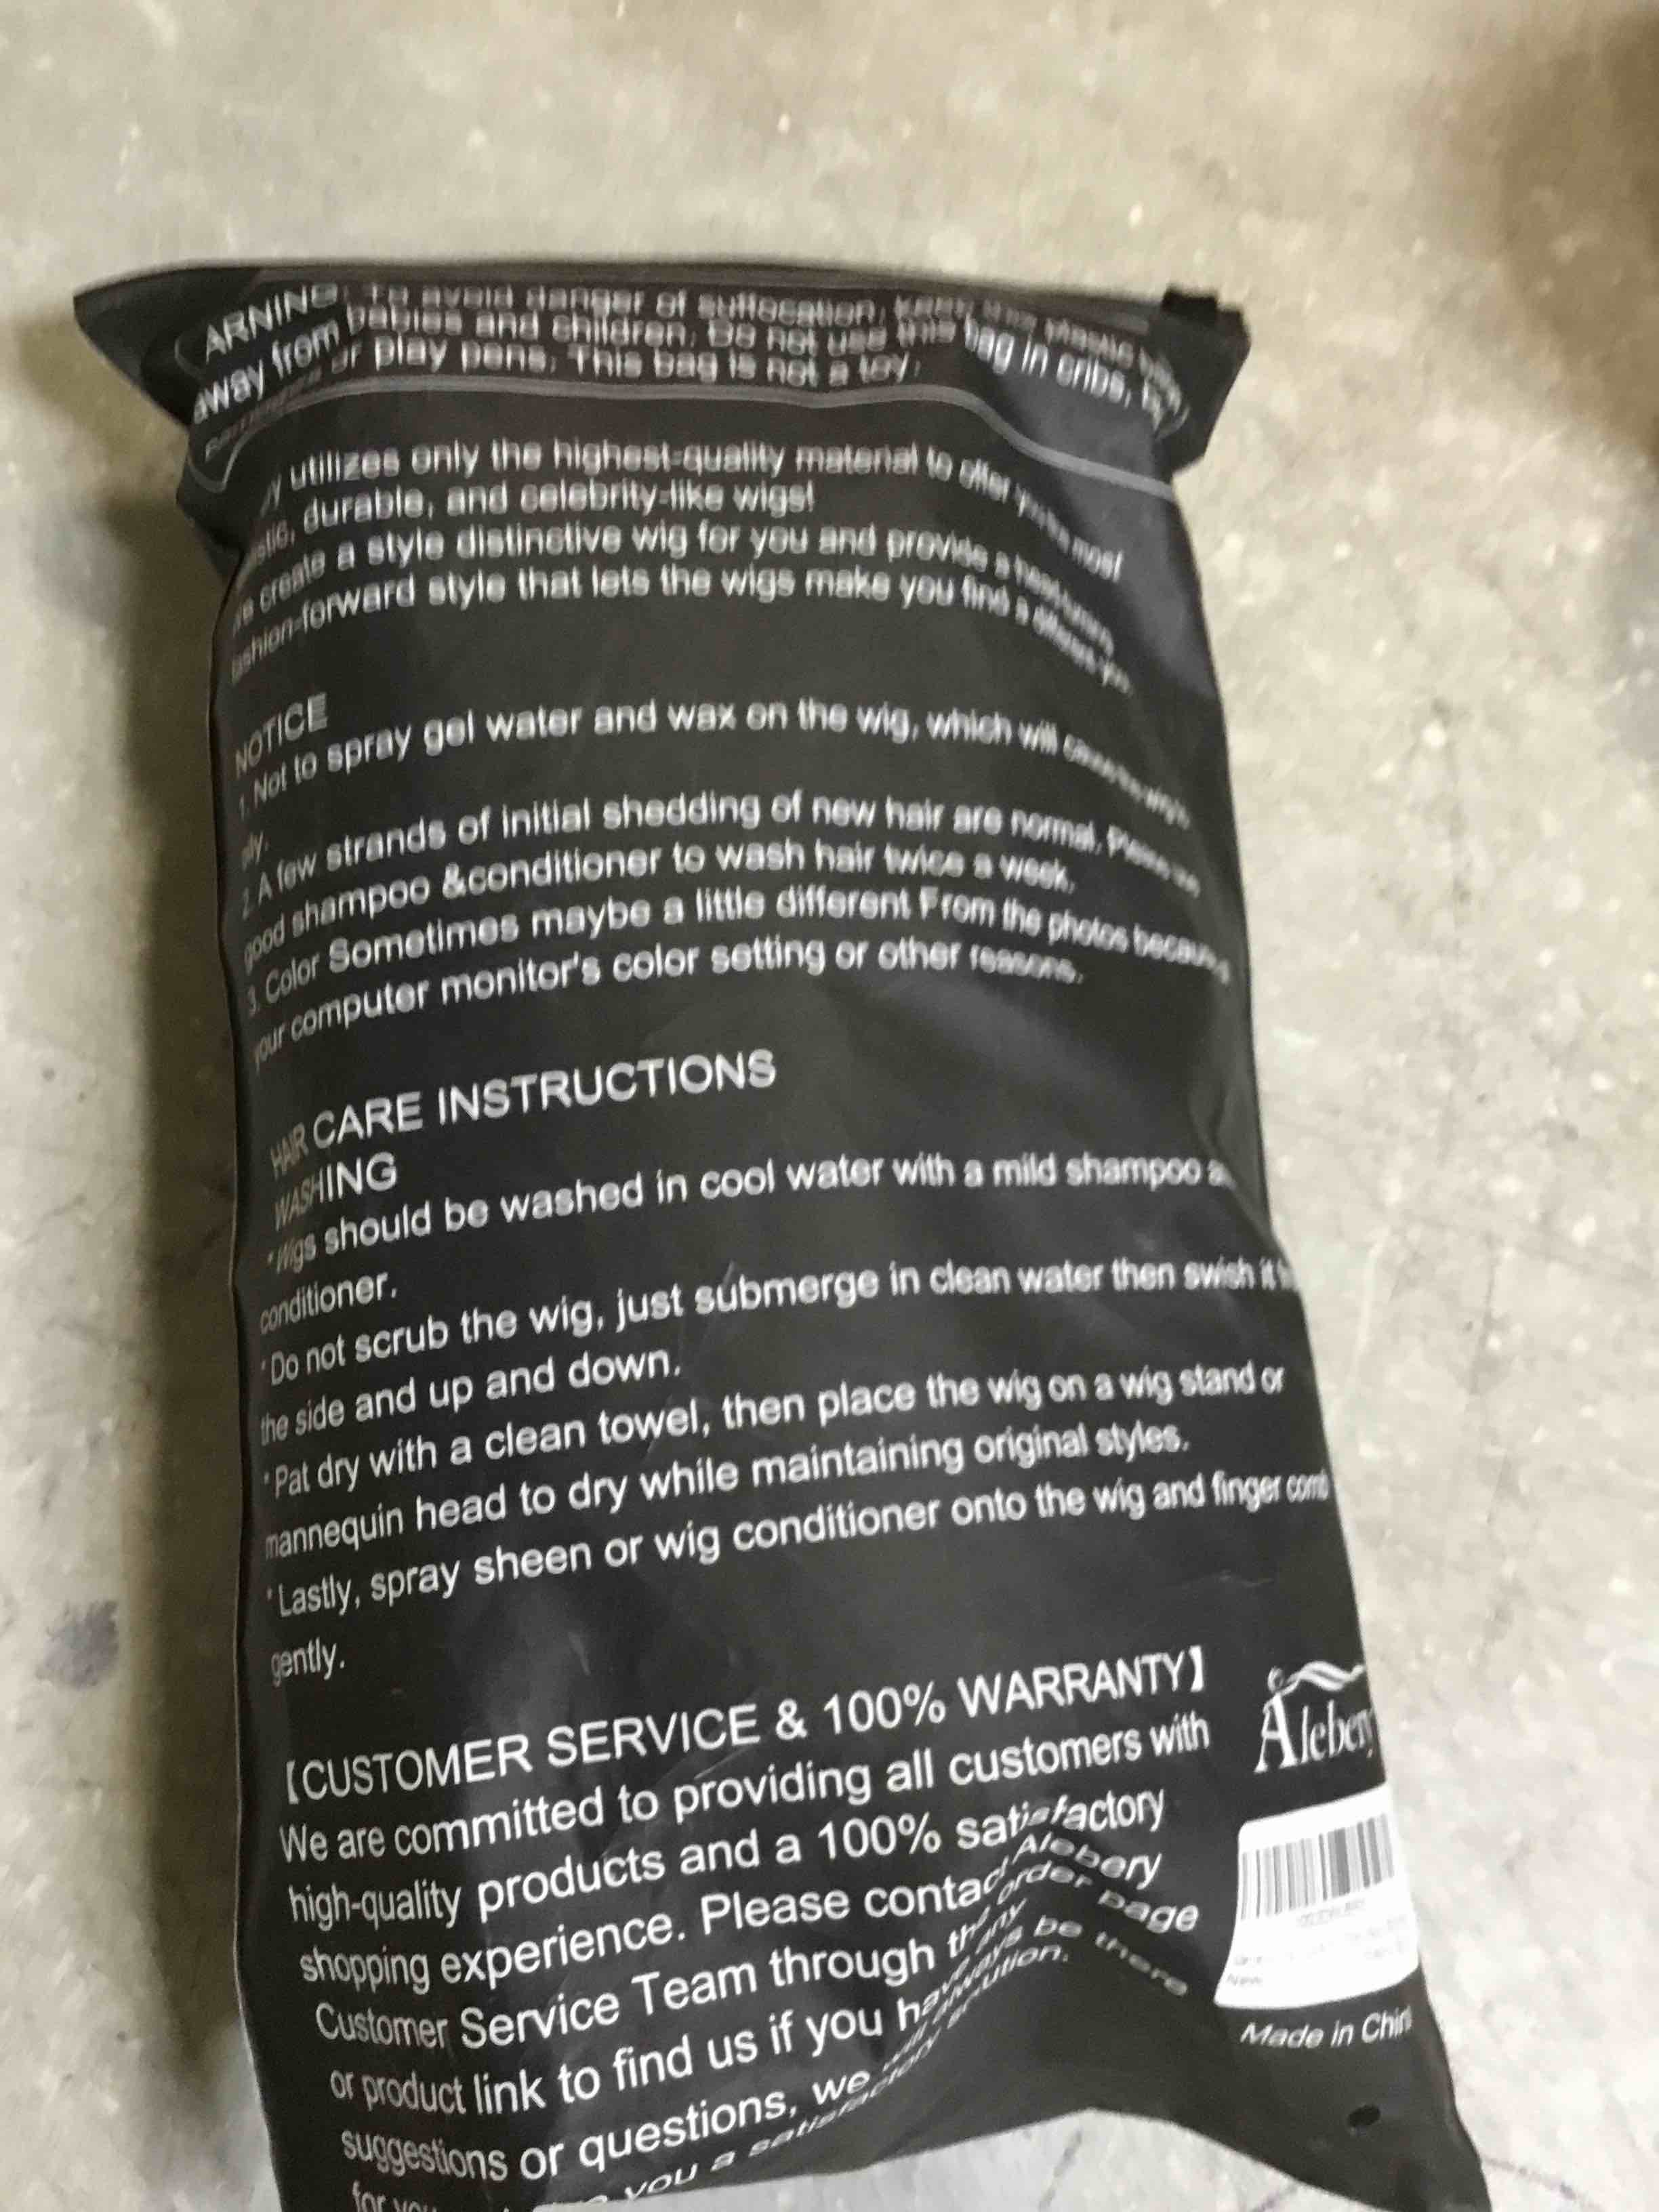 ARNING: To avoid danger of suffocation, keep this plastic
away from babies and children. Do not use this bag in cribs,
or play pens. This bag is not a toy.
utilizes only the highest-quality material to offer you the most
durable, and celebrity-like wigs!
create a style distinctive wig for you and provide a
fashion-forward style that lets the wigs make you find a different you
NOTICE
1. Not to spray gel water and wax on the wig, which will
2. A few strands of initial shedding of new hair are normal. Please use
good shampoo &conditioner to wash hair twice a week.
3. Color Sometimes maybe a little different From the photos because
your computer monitor's color setting or other reasons.
HAIR CARE INSTRUCTIONS
WASHING
*Wigs should be washed in cool water with a mild shampoo
conditioner.
*Do not scrub the wig, just submerge in clean water then swish it
the side and up and down.
*Pat dry with a clean towel, then place the wig on a wig stand or
mannequin head to dry while maintaining original styles.
*Lastly, spray sheen or wig conditioner onto the wig and finger comb
gently.
【CUSTOMER SERVICE & 100% WARRANTY】
We are committed to providing all customers with
high-quality products and a 100% satisfactory
shopping experience. Please contact Alebery
Customer Service Team through the order page
or product link to find us if you have any
suggestions or questions, we will always be there
for you a satisfactory solution.
Alebery
New
Made in Chin